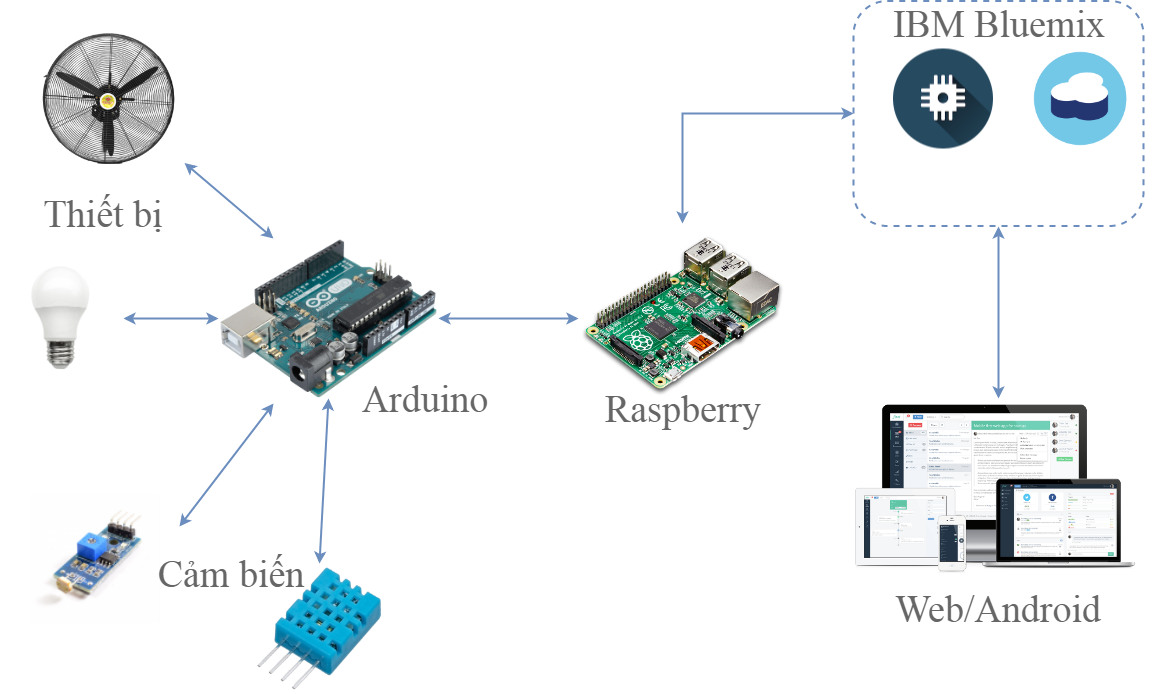 IBM Bluemix
Thiết bị
Arduino
Raspberry
Cảm biến
Web/Android